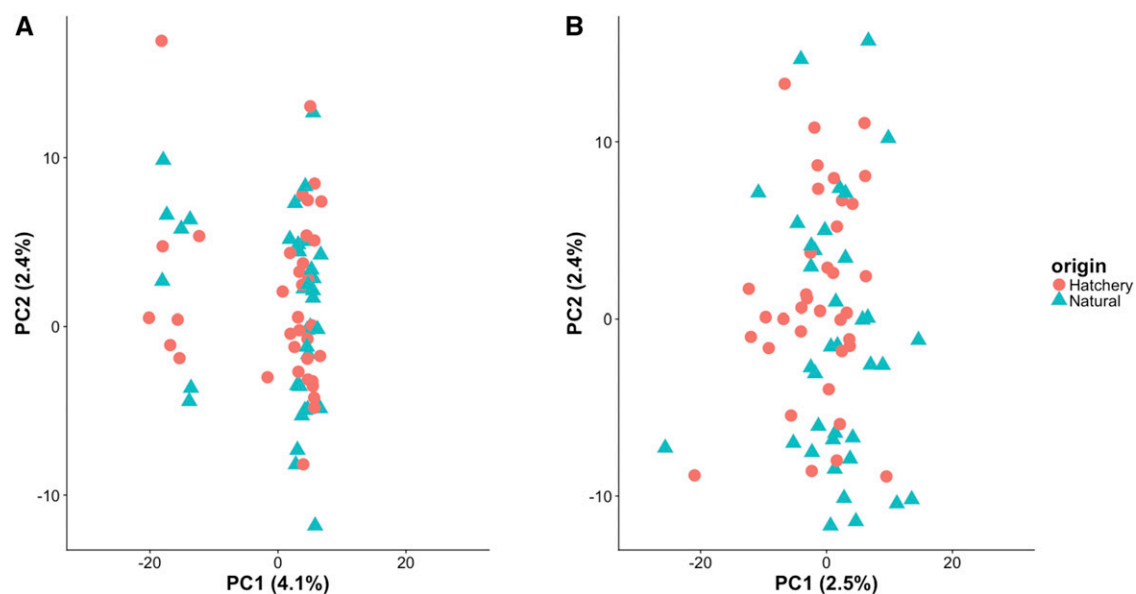 A
10
0
-10
PC2 (2.4%)
-20
0
20
PC1 (4.1%)
B
10
0
-10
PC2 (2.4%)
-20
0
20
PC1 (2.5%)
origin
Hatchery
Natural